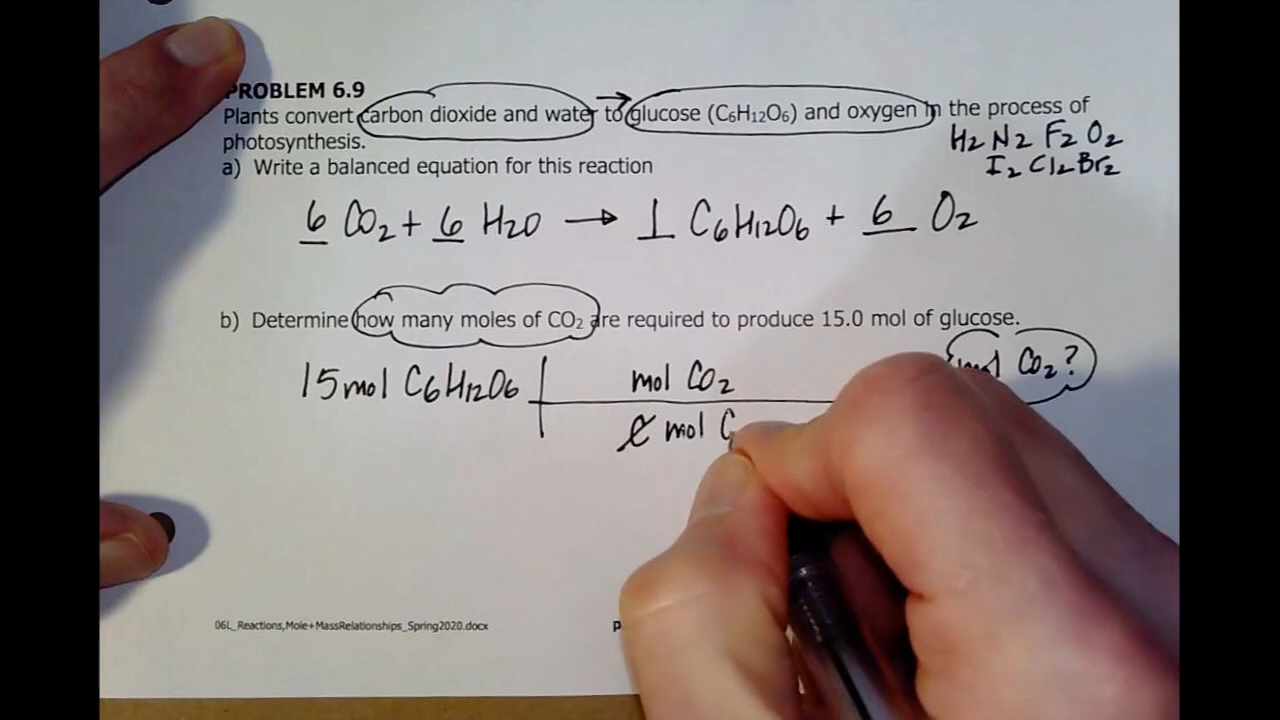 PROBLEM 6.9
Plants convert carbon dioxide and water to glucose (C₆H₁₂O₆) and oxygen in the process of
photosynthesis.
H₂ N₂ F₂ O₂
I₂ Cl₂ Br₂
a) Write a balanced equation for this reaction
6 CO₂ + 6 H₂O → 1 C₆H₁₂O₆ + 6 O₂
b) Determine how many moles of CO₂ are required to produce 15.0 mol of glucose.
CO₂?
15 mol C₆H₁₂O₆ mol CO₂
mol C
06L_Reactions,Mole+MassRelationships_Spring2020.docx